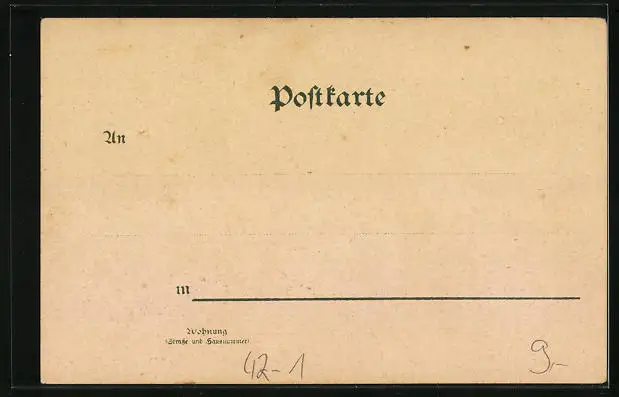 Postkarte
An
in
Wohnung
(Straße und Hausnummer)
42-1
9,-